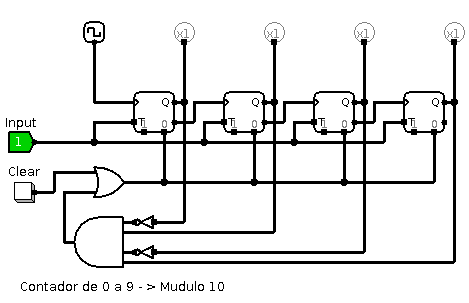 x1 x1 x1 x1
Q Q Q Q
Input
T T T T
0 0 0 0
1
Clear
Contador de 0 a 9 - > Mudulo 10